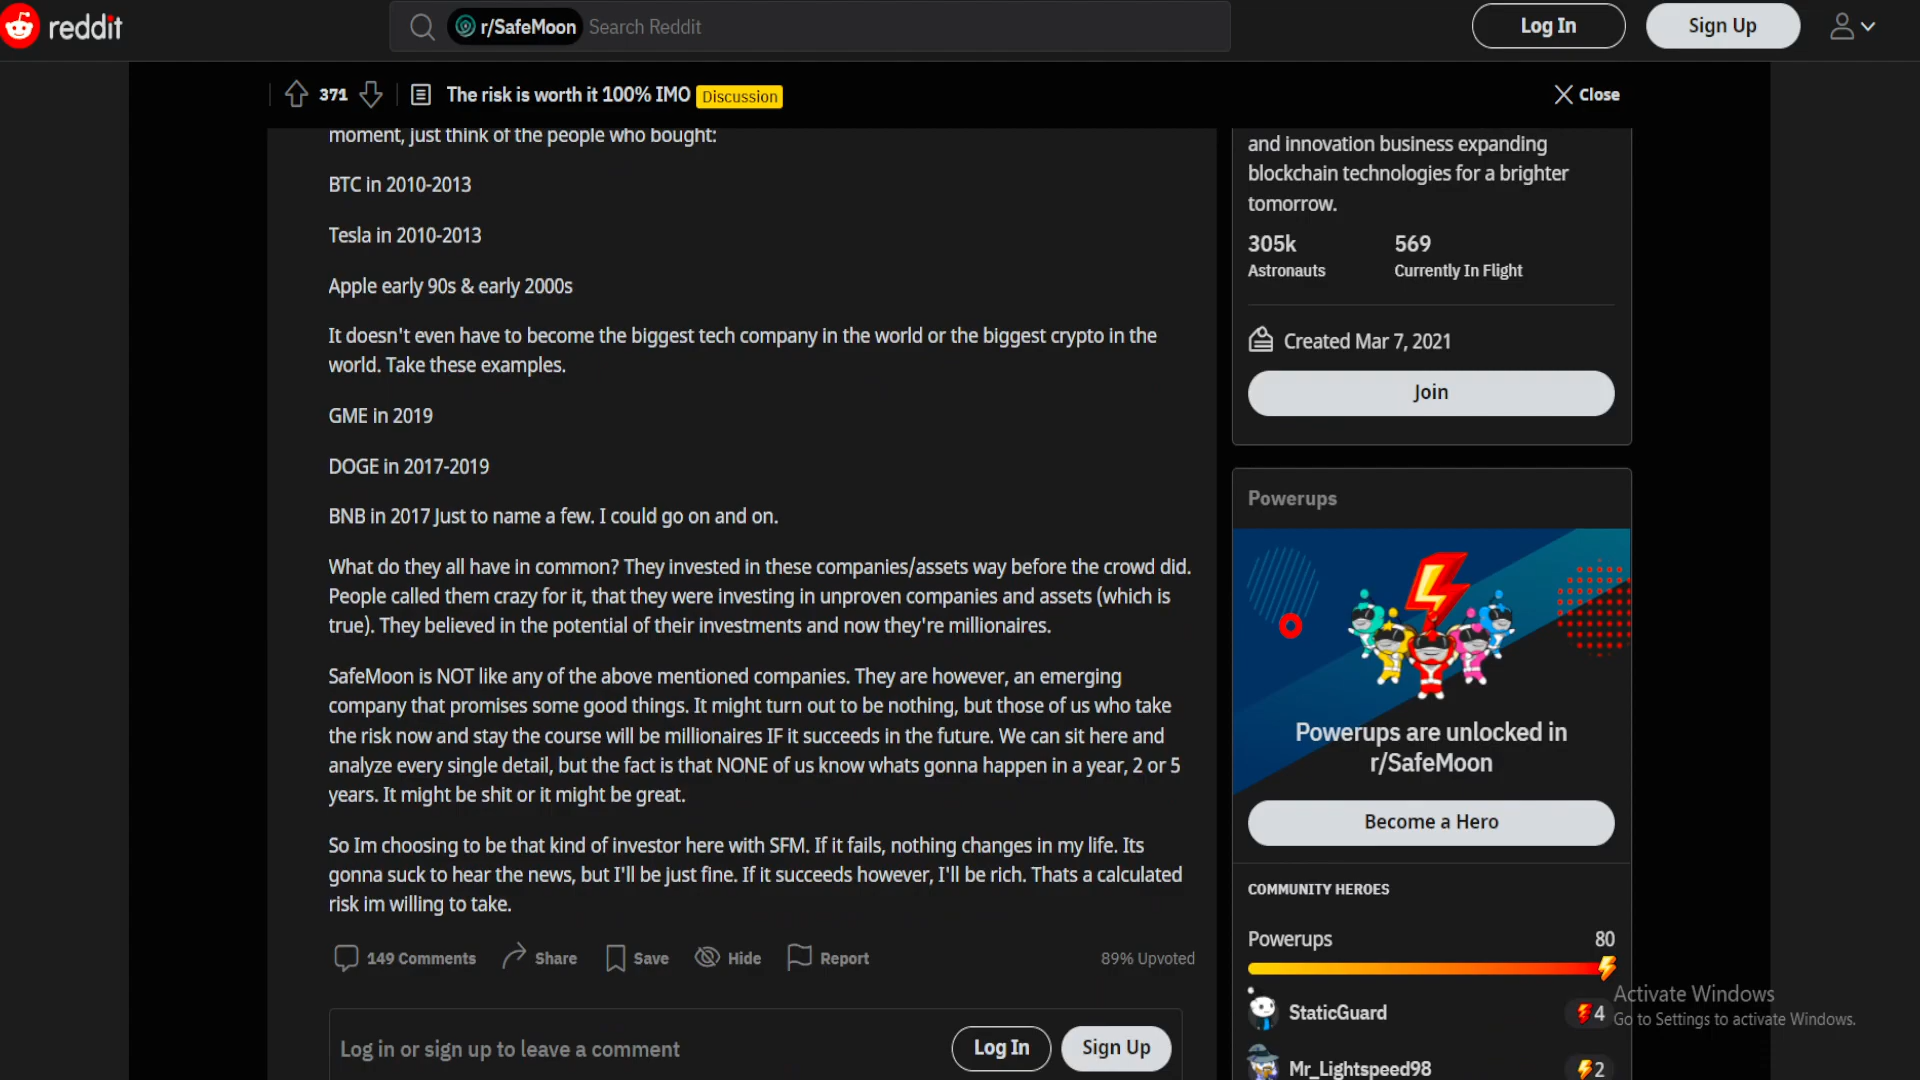 reddit
r/SafeMoon Search Reddit
Log In
Sign Up
371
The risk is worth it 100% IMO Discussion
Close
moment, just think of the people who bought:
BTC in 2010-2013
Tesla in 2010-2013
Apple early 90s & early 2000s
It doesn't even have to become the biggest tech company in the world or the biggest crypto in the
world. Take these examples.
GME in 2019
DOGE in 2017-2019
BNB in 2017 Just to name a few. I could go on and on.
What do they all have in common? They invested in these companies/assets way before the crowd did.
People called them crazy for it, that they were investing in unproven companies and assets (which is
true). They believed in the potential of their investments and now they're millionaires.
SafeMoon is NOT like any of the above mentioned companies. They are however, an emerging
company that promises some good things. It might turn out to be nothing, but those of us who take
the risk now and stay the course will be millionaires IF it succeeds in the future. We can sit here and
analyze every single detail, but the fact is that NONE of us know whats gonna happen in a year, 2 or 5
years. It might be shit or it might be great.
So Im choosing to be that kind of investor here with SFM. If it fails, nothing changes in my life. Its
gonna suck to hear the news, but I'll be just fine. If it succeeds however, I'll be rich. Thats a calculated
risk im willing to take.
149 Comments Share Save Hide Report 89% Upvoted
Log in or sign up to leave a comment
Log In
Sign Up
and innovation business expanding
blockchain technologies for a brighter
tomorrow.
305k 569
Astronauts Currently In Flight
Created Mar 7, 2021
Join
Powerups
Powerups are unlocked in
r/SafeMoon
Become a Hero
COMMUNITY HEROES
Powerups 80
StaticGuard 4
Mr_Lightspeed98 2
Activate Windows
Go to Settings to activate Windows.